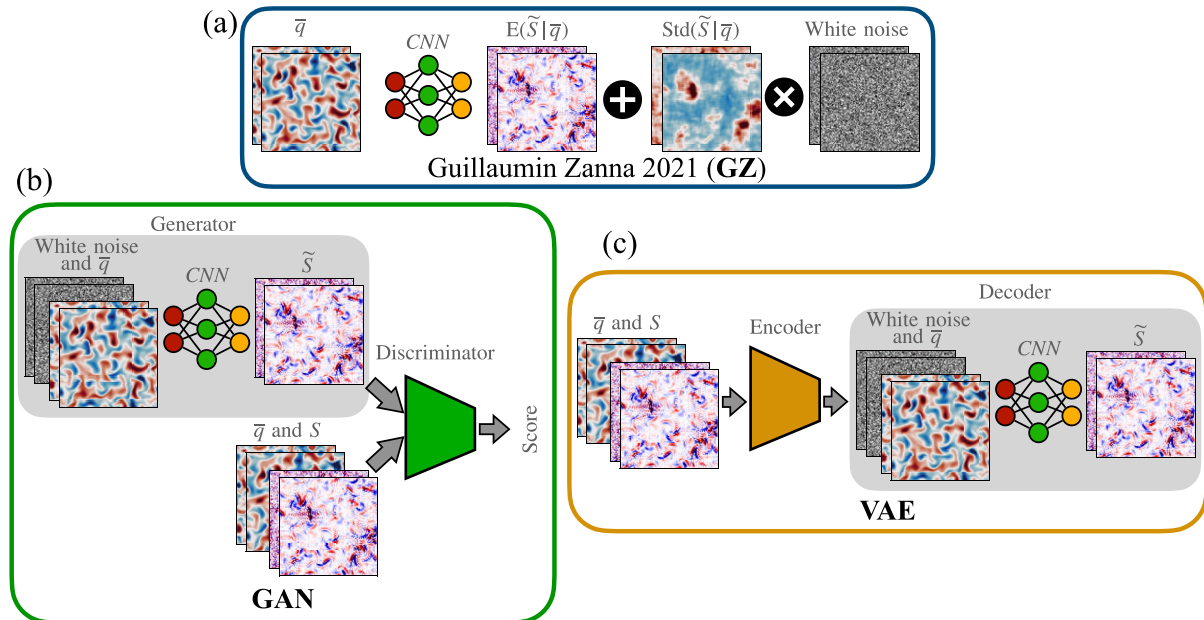 (a)
q̅
CNN
E(S̃|q̅)
Std(S̃|q̅)
White noise
Guillaumin Zanna 2021 (GZ)
(b)
Generator
White noise
and q̅
CNN
S̃
Discriminator
Score
q̅ and S
GAN
(c)
Decoder
q̅ and S
Encoder
White noise
and q̅
CNN
S̃
VAE